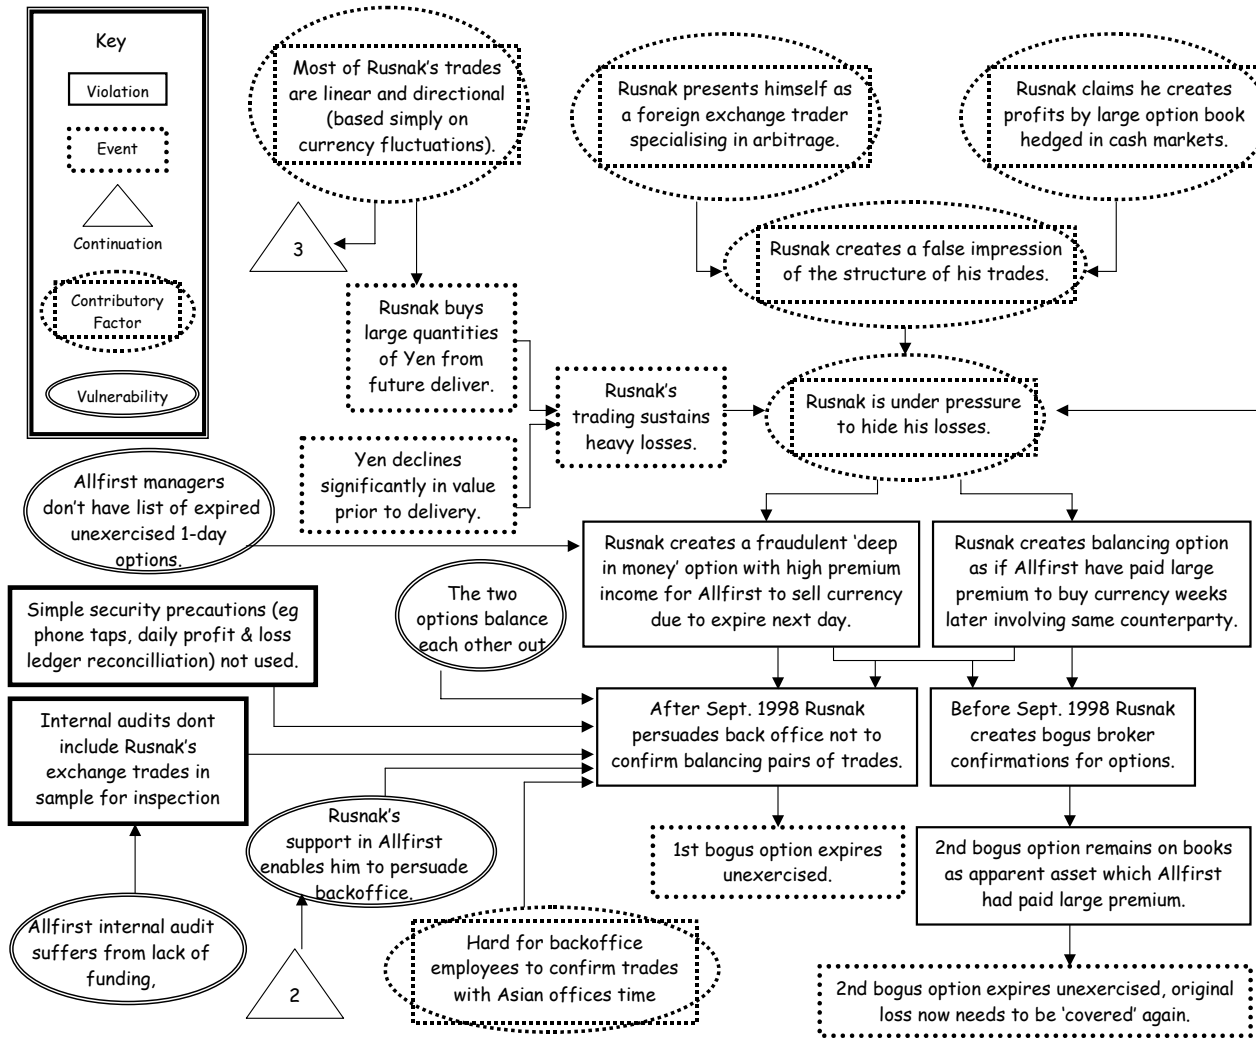 Key
Violation
Event
Continuation
Contributory
Factor
Vulnerability
Most of Rusnak's trades
are linear and directional
(based simply on
currency fluctuations).
Rusnak presents himself as
a foreign exchange trader
specialising in arbitrage.
Rusnak claims he creates
profits by large option book
hedged in cash markets.
3
Rusnak creates a false impression
of the structure of his trades.
Rusnak buys
large quantities
of Yen from
future deliver.
Rusnak's
trading sustains
heavy losses.
Rusnak is under pressure
to hide his losses.
Yen declines
significantly in value
prior to delivery.
Allfirst managers
don't have list of expired
unexercised 1-day
options.
Rusnak creates a fraudulent 'deep
in money' option with high premium
income for Allfirst to sell currency
due to expire next day.
Rusnak creates balancing option
as if Allfirst have paid large
premium to buy currency weeks
later involving same counterparty.
The two
options balance
each other out
Simple security precautions (eg
phone taps, daily profit & loss
ledger reconcilliation) not used.
Internal audits dont
include Rusnak's
exchange trades in
sample for inspection
After Sept. 1998 Rusnak
persuades back office not to
confirm balancing pairs of trades.
Before Sept. 1998 Rusnak
creates bogus broker
confirmations for options.
Rusnak's
support in Allfirst
enables him to persuade
backoffice.
1st bogus option expires
unexercised.
2nd bogus option remains on books
as apparent asset which Allfirst
had paid large premium.
Allfirst internal audit
suffers from lack of
funding,
2
Hard for backoffice
employees to confirm trades
with Asian offices time
2nd bogus option expires unexercised, original
loss now needs to be 'covered' again.